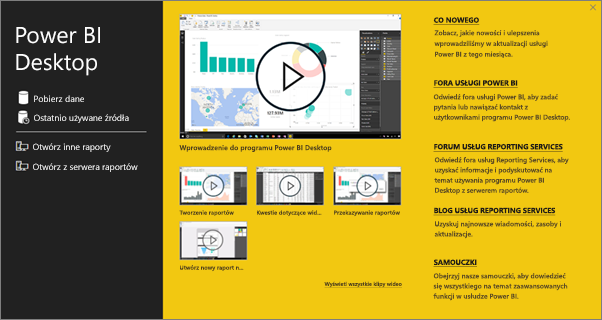 Power BI
Desktop
Pobierz dane
Ostatnio używane źródła
Otwórz inne raporty
Otwórz z serwera raportów
Wprowadzenie do programu Power BI Desktop
Tworzenie raportów
Kwestie dotyczące wid...
Przekazywanie raportów
Utwórz nowy raport n...
Wyświetl wszystkie klipy wideo
CO NOWEGO
Zobacz, jakie nowości i ulepszenia
wprowadziliśmy w aktualizacji usługi
Power BI z tego miesiąca.
FORA USŁUGI POWER BI
Odwiedź fora usługi Power BI, aby zadać
pytania lub nawiązać kontakt z
użytkownikami programu Power BI Desktop.
FORUM USŁUG REPORTING SERVICES
Odwiedź fora usług Reporting Services, aby
uzyskać informacje i podyskutować na
temat używania programu Power BI
Desktop z serwerem raportów.
BLOG USŁUG REPORTING SERVICES
Uzyskaj najnowsze wiadomości, zasoby i
aktualizacje.
SAMOUCZKI
Obejrzyj nasze samouczki, aby dowiedzieć
się wszystkiego na temat zaawansowanych
funkcji w usłudze Power BI.